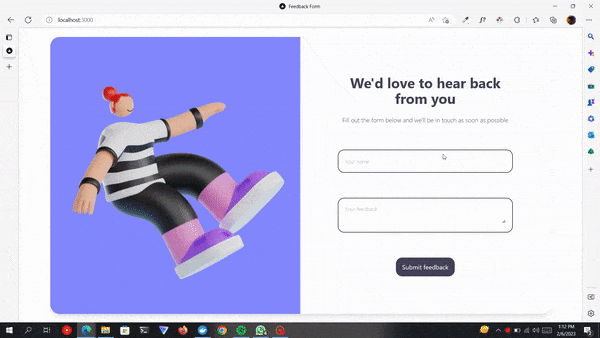 Feedback Form
localhost:3000
We'd love to hear back
from you
Fill out the form below and we'll be in touch as soon as possible
Your name
Your feedback
Submit feedback
1:12 PM
2/6/2023